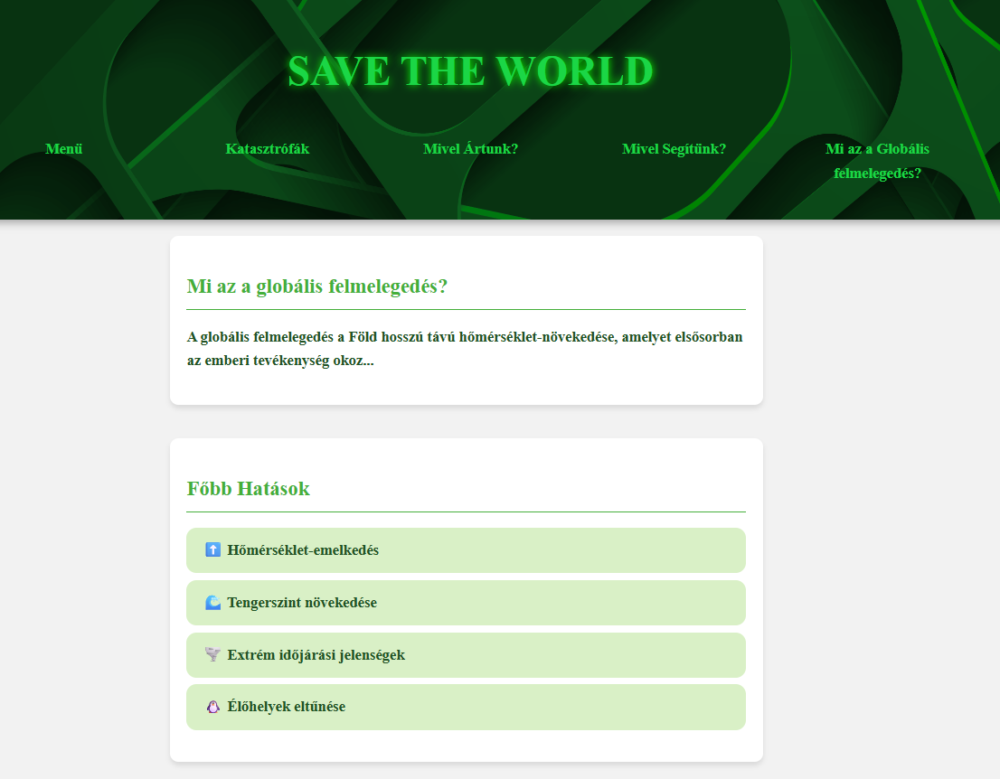 SAVE THE WORLD
Menü
Katasztrófák
Mivel Ártunk?
Mivel Segítünk?
Mi az a Globális
felmelegedés?
Mi az a globális felmelegedés?
A globális felmelegedés a Föld hosszú távú hőmérséklet-növekedése, amelyet elsősorban
az emberi tevékenység okoz...
Főbb Hatások
Hőmérséklet-emelkedés
Tengerszint növekedése
Extrém időjárási jelenségek
Élőhelyek eltűnése